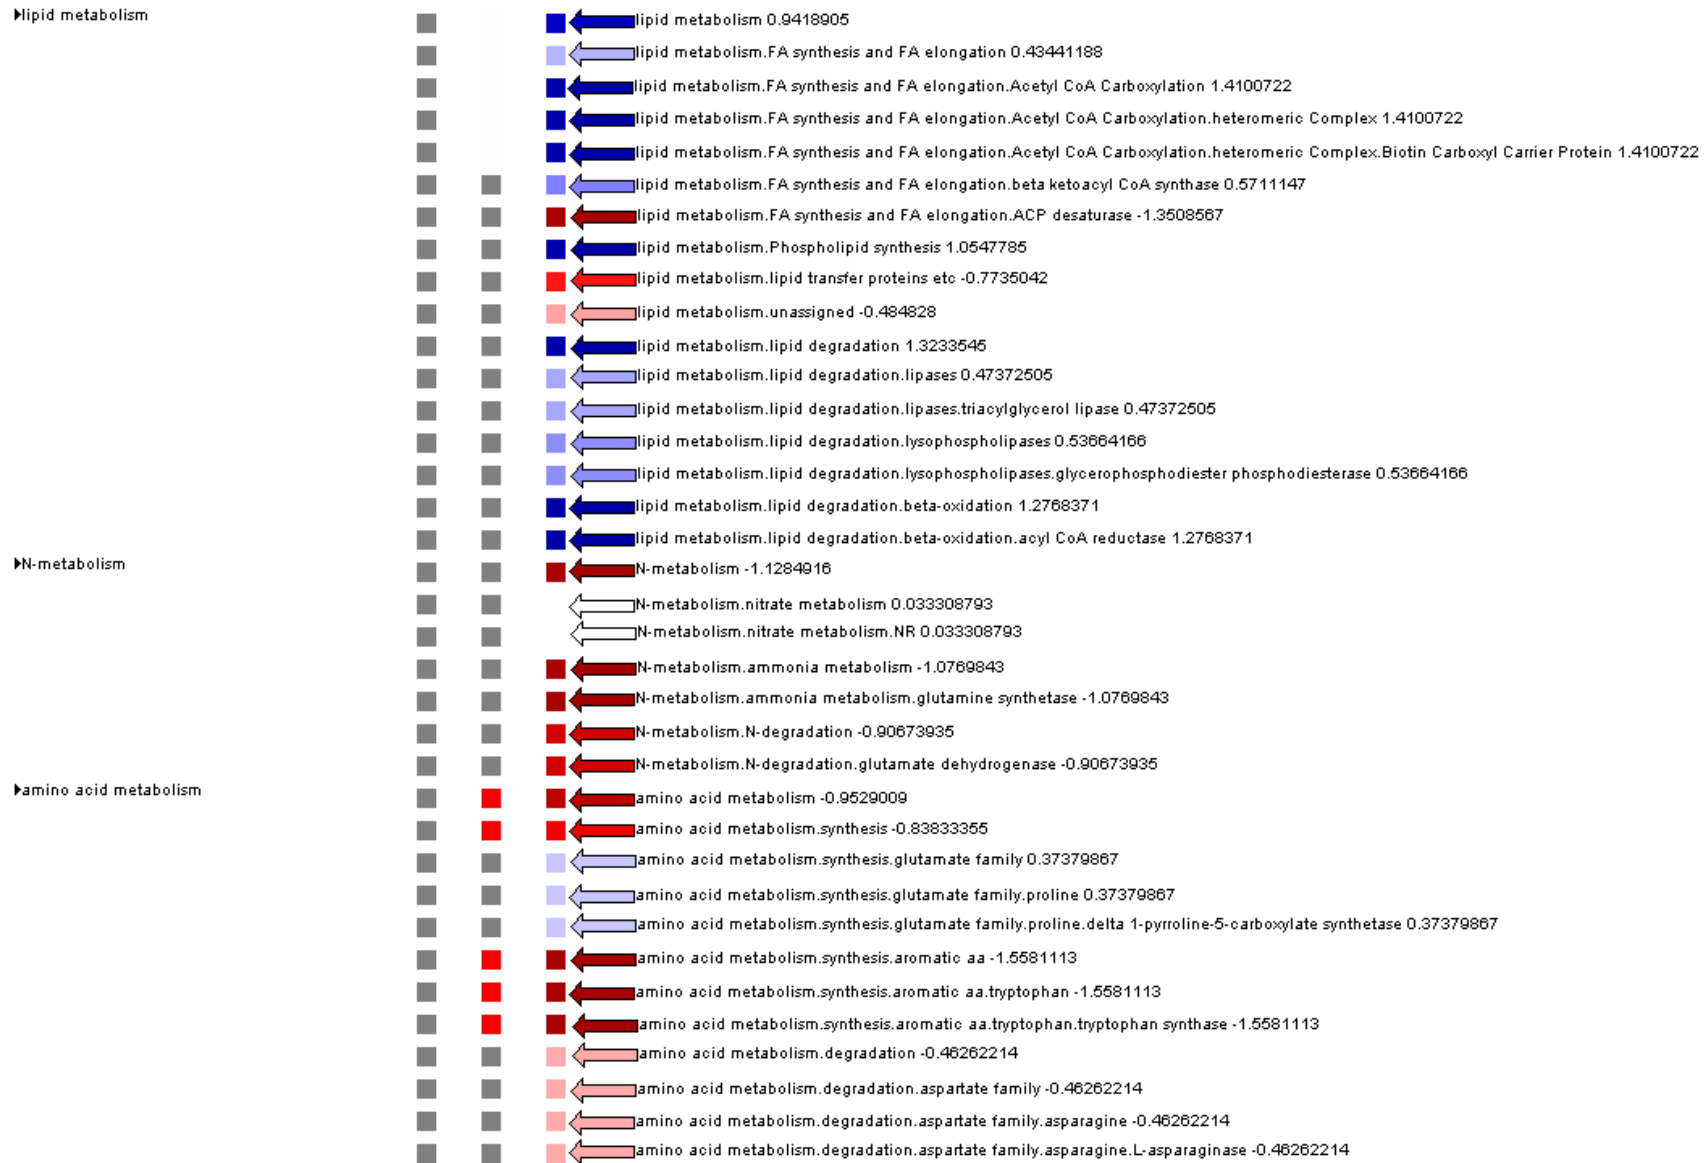 lipid metabolism
lipid metabolism 0.9418905
lipid metabolism.FA synthesis and FA elongation 0.43441188
lipid metabolism.FA synthesis and FA elongation.Acetyl CoA Carboxylation 1.4100722
lipid metabolism.FA synthesis and FA elongation.Acetyl CoA Carboxylation.heteromeric Complex 1.4100722
lipid metabolism.FA synthesis and FA elongation.Acetyl CoA Carboxylation.heteromeric Complex.Biotin Carboxyl Carrier Protein 1.4100722
lipid metabolism.FA synthesis and FA elongation.beta ketoacyl CoA synthase 0.5711147
lipid metabolism.FA synthesis and FA elongation.ACP desaturase -1.3508567
lipid metabolism.Phospholipid synthesis 1.0547785
lipid metabolism.lipid transfer proteins etc -0.7735042
lipid metabolism.unassigned -0.484828
lipid metabolism.lipid degradation 1.3233545
lipid metabolism.lipid degradation.lipases 0.47372505
lipid metabolism.lipid degradation.lipases.triacylglycerol lipase 0.47372505
lipid metabolism.lipid degradation.lysophospholipases 0.53664166
lipid metabolism.lipid degradation.lysophospholipases.glycerophosphodiester phosphodiesterase 0.53664166
lipid metabolism.lipid degradation.beta-oxidation 1.2768371
lipid metabolism.lipid degradation.beta-oxidation.acyl CoA reductase 1.2768371
N-metabolism
N-metabolism -1.1284916
N-metabolism.nitrate metabolism 0.033308793
N-metabolism.nitrate metabolism.NR 0.033308793
N-metabolism.ammonia metabolism -1.0769843
N-metabolism.ammonia metabolism.glutamine synthetase -1.0769843
N-metabolism.N-degradation -0.90673935
N-metabolism.N-degradation.glutamate dehydrogenase -0.90673935
amino acid metabolism
amino acid metabolism -0.9529009
amino acid metabolism.synthesis -0.83833355
amino acid metabolism.synthesis.glutamate family 0.37379867
amino acid metabolism.synthesis.glutamate family.proline 0.37379867
amino acid metabolism.synthesis.glutamate family.proline.delta 1-pyrroline-5-carboxylate synthetase 0.37379867
amino acid metabolism.synthesis.aromatic aa -1.5581113
amino acid metabolism.synthesis.aromatic aa.tryptophan -1.5581113
amino acid metabolism.synthesis.aromatic aa.tryptophan.tryptophan synthase -1.5581113
amino acid metabolism.degradation -0.46262214
amino acid metabolism.degradation.aspartate family -0.46262214
amino acid metabolism.degradation.aspartate family.asparagine -0.46262214
amino acid metabolism.degradation.aspartate family.asparagine.L-asparaginase -0.46262214